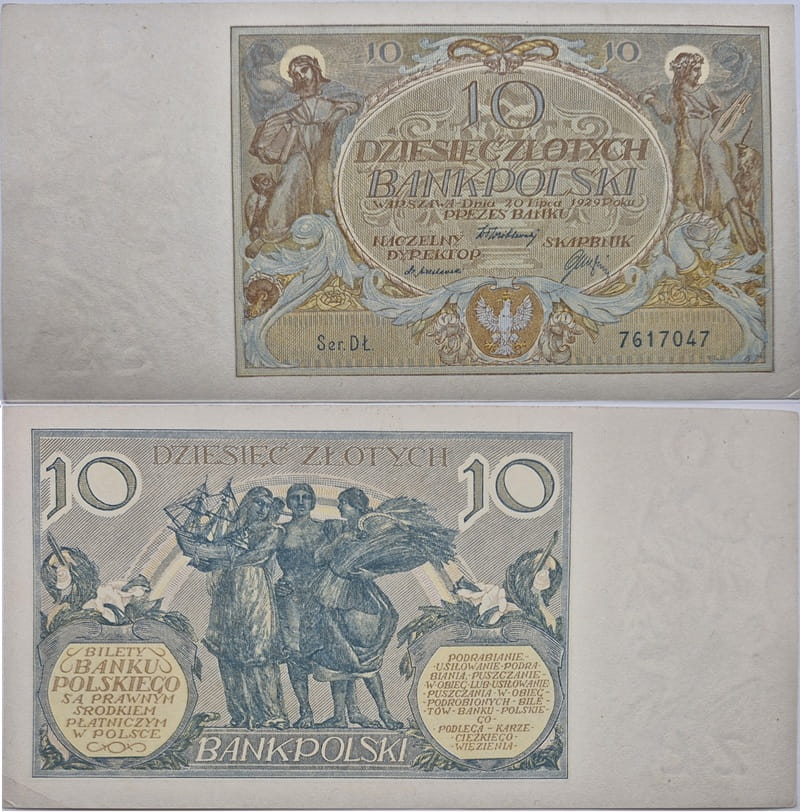 10 10
10
DZIESIĘĆ ZŁOTYCH
BANK POLSKI
WARSZAWA-Dnia 20 lipca 1929 Roku
PREZES BANKU
NACZELNY SKARBNIK
DYREKTOR
Ser. DŁ. 7617047
DZIESIĘĆ ZŁOTYCH
10 10
BILETY
BANKU
POLSKIEGO
SĄ PRAWNYM
ŚRODKIEM
PŁATNICZYM
W POLSCE
PODRABIANIE-
-USIŁOWANIE-PODRA-
BIANIA-PUSZCZANIE-
W-OBIEG-LUB-USIŁOWANIE
-PUSZCZANIA-W-OBIEG-
-PODROBIONYCH-BILE-
TÓW-BANKU-POLSKIE-
GO-
PODLEGA-KARZE-
CIĘŻKIEGO-
-WIĘZIENIA-
BANK POLSKI